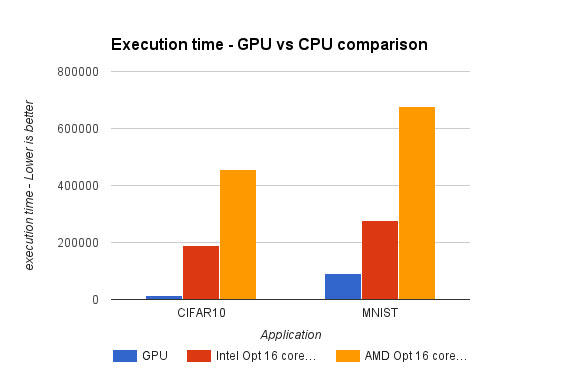 Execution time - GPU vs CPU comparison
execution time - Lower is better
800000
600000
400000
200000
0
CIFAR10 MNIST
Application
GPU Intel Opt 16 core... AMD Opt 16 core...